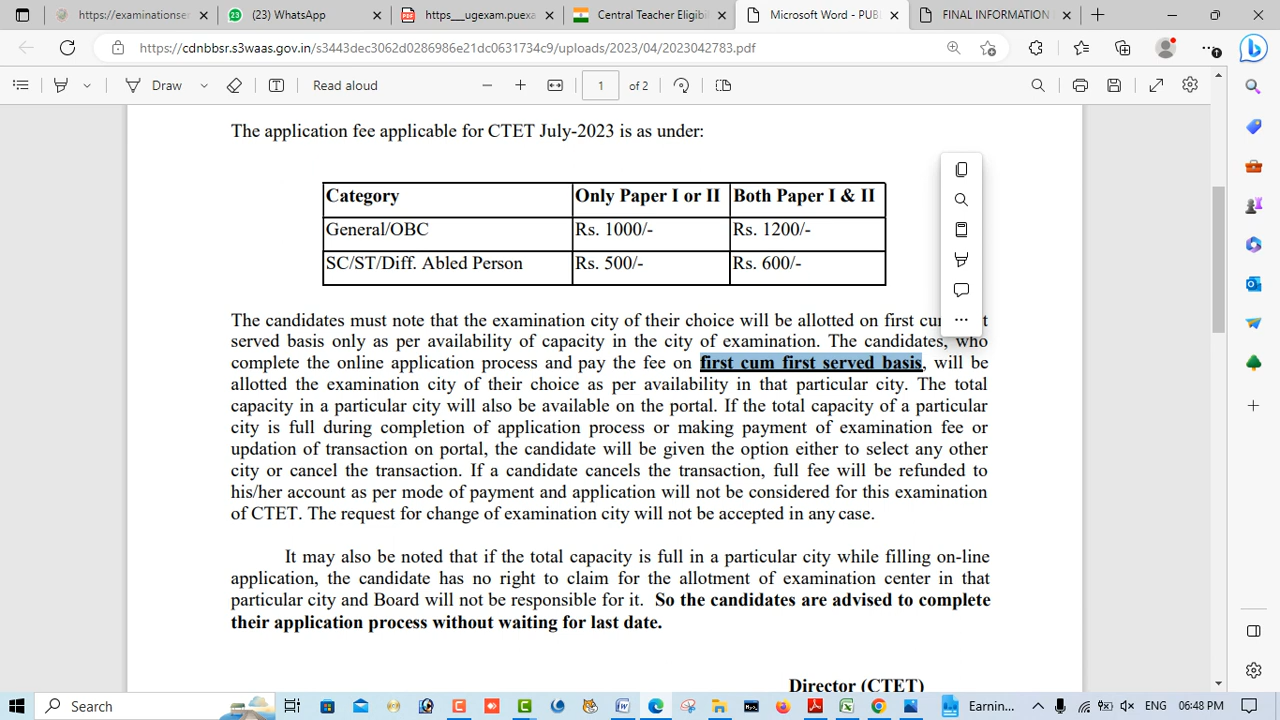 https://examinationser
(23) WhatsA
https__ugexam.puexa
Central Teacher Eligibi
Microsoft Word - PUB
FINAL INFORMATION
https://cdnbbsr.s3waas.gov.in/s3443dec3062d0286986e21dc0631734c9/uploads/2023/04/2023042783.pdf
Draw
Read aloud
1
of 2
The application fee applicable for CTET July-2023 is as under:
Category Only Paper I or II Both Paper I & II
General/OBC Rs. 1000/- Rs. 1200/-
SC/ST/Diff. Abled Person Rs. 500/- Rs. 600/-
The candidates must note that the examination city of their choice will be allotted on first cu t
served basis only as per availability of capacity in the city of examination. The candidates, who
complete the online application process and pay the fee on first cum first served basis, will be
allotted the examination city of their choice as per availability in that particular city. The total
capacity in a particular city will also be available on the portal. If the total capacity of a particular
city is full during completion of application process or making payment of examination fee or
updation of transaction on portal, the candidate will be given the option either to select any other
city or cancel the transaction. If a candidate cancels the transaction, full fee will be refunded to
his/her account as per mode of payment and application will not be considered for this examination
of CTET. The request for change of examination city will not be accepted in any case.
It may also be noted that if the total capacity is full in a particular city while filling on-line
application, the candidate has no right to claim for the allotment of examination center in that
particular city and Board will not be responsible for it. So the candidates are advised to complete
their application process without waiting for last date.
Director (CTET)
Search
Earnin...
ENG
06:48 PM